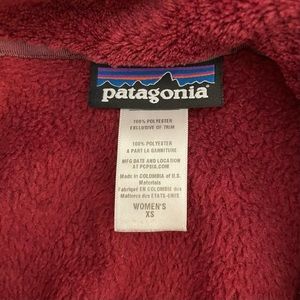 patagonia
100% POLYESTER
EXCLUSIVE OF TRIM
100% POLYESTER
A PART LA GARNITURE
MFG DATE AND LOCATION
AT PCPSIA.COM
Made in COLOMBIA of U.S.
Materials
Fabriqué en COLOMBIE des
Matières des ÉTATS-UNIS
WOMEN'S
XS